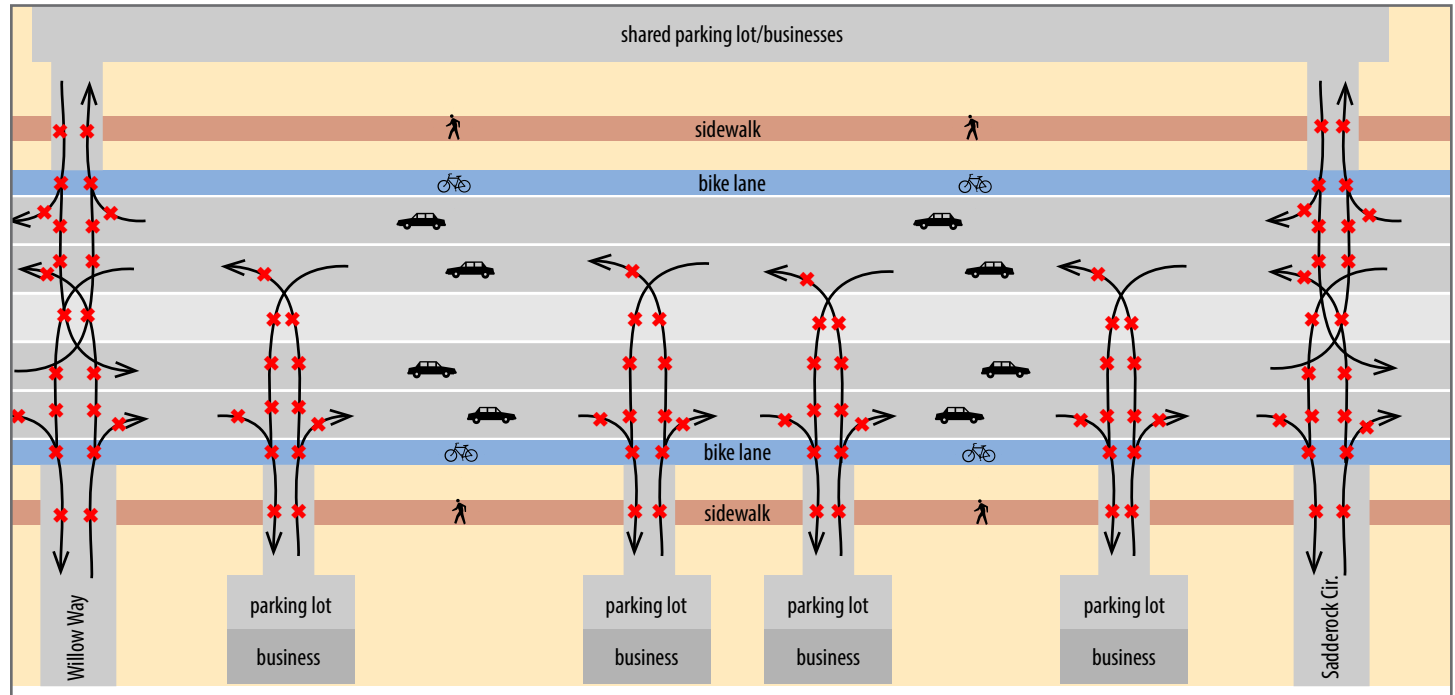 shared parking lot/businesses
sidewalk
bike lane
bike lane
sidewalk
Willow Way
parking lot
business
parking lot
business
parking lot
business
parking lot
business
Sadderock Cir.